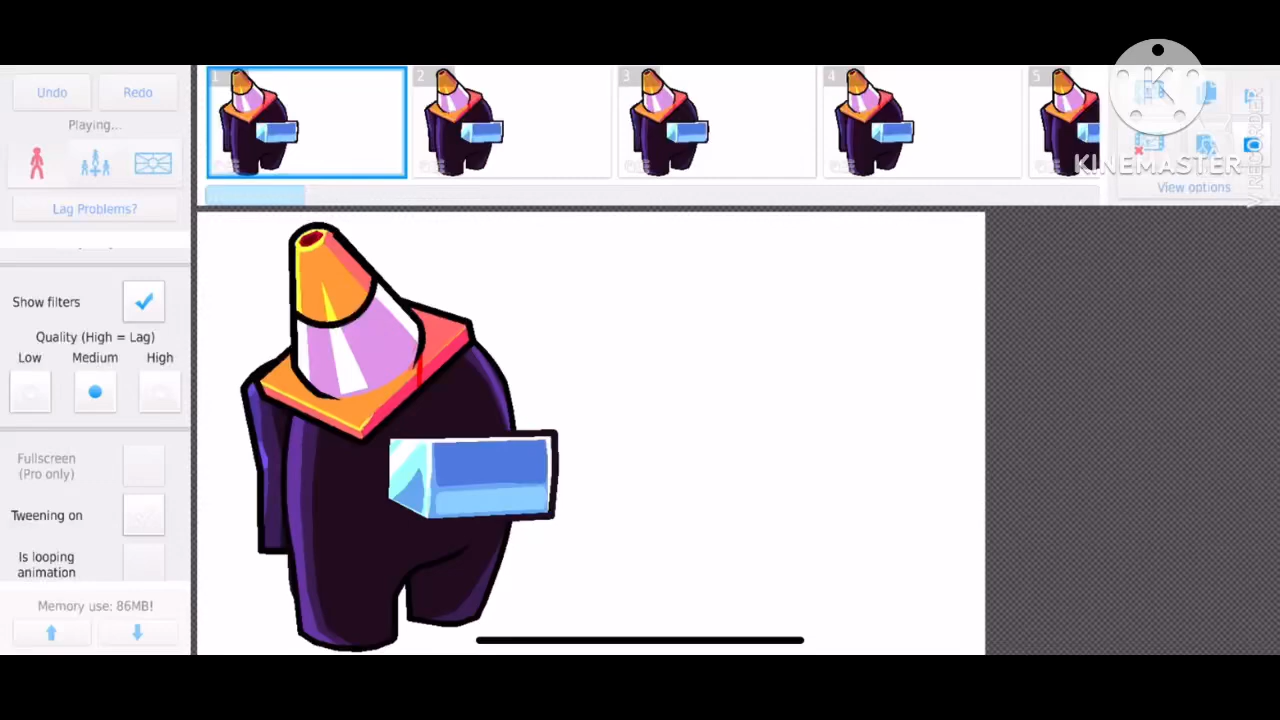 Undo Redo
Playing...
Lag Problems?
Show filters
Quality (High = Lag)
Low Medium High
Fullscreen
(Pro only)
Tweening on
Is looping
animation
Memory use: 86MB!
1 2 3 4 5
KINEMASTER
View options
V RECORDER